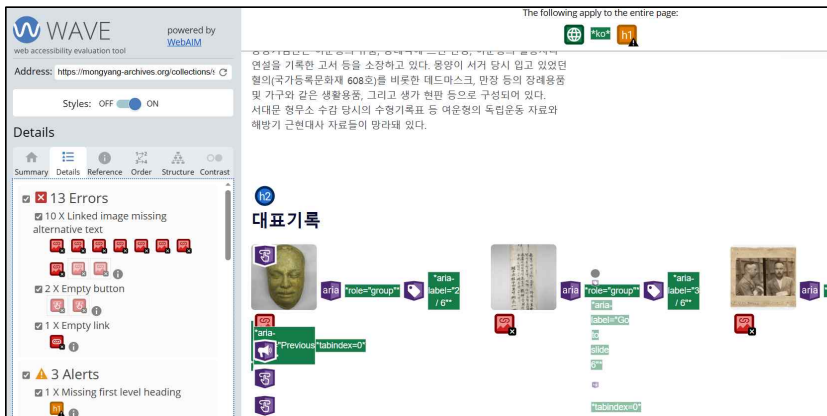 WAVE
web accessibility evaluation tool
powered by
WebAIM
Address: https://mongyang-archives.org/collections/s
Styles: OFF ON
Details
Summary Details Reference Order Structure Contrast
13 Errors
10 X Linked image missing
alternative text
2 X Empty button
1 X Empty link
3 Alerts
1 X Missing first level heading
h1
The following apply to the entire page:
*ko* h1
연설을 기록한 고서 등을 소장하고 있다. 몽양이 서거 당시 입고 있었던
혈의(국가등록문화재 608호)를 비롯한 데드마스크, 만장 등의 장례용품
및 가구와 같은 생활용품, 그리고 생가 현판 등으로 구성되어 있다.
서대문 형무소 수감 당시의 수형기록표 등 여운형의 독립운동 자료와
해방기 근현대사 자료들이 망라돼 있다.
h2
대표기록
aria *role="group"* *aria-
label="2
/ 6"*
aria *role="group"* *aria-
label="3
/ 6"*
aria
*aria-
"Previous *tabindex=0*
*aria-
label="Go
slide
6"*
*tabindex=0*